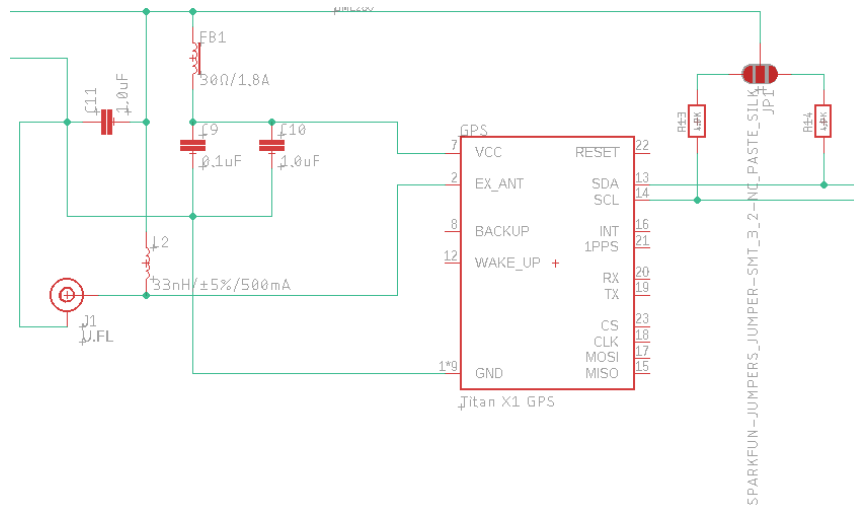 FB1
30Ω/1.8A
C11
1.0uF
C9
0.1uF
C10
1.0uF
L2
33nH/±5%/500mA
J1
U.FL
GPS
7
VCC
2
EX_ANT
8
BACKUP
12
WAKE_UP
1*9
GND
RESET
22
SDA
13
SCL
14
INT
16
1PPS
21
RX
20
TX
19
CS
23
CLK
18
MOSI
17
MISO
15
Titan X1 GPS
R13
R14
JP1
SPARKFUN-JUMPERS_JUMPER-SMT_3_2-NC_PASTE_SILK